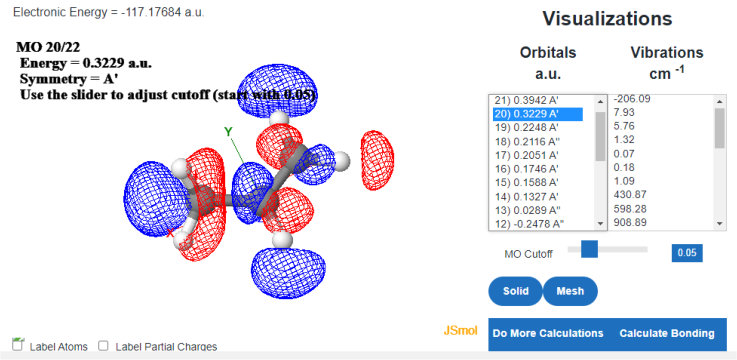 Electronic Energy = -117.17684 a.u.
MO 20/22
Energy = 0.3229 a.u.
Symmetry = A'
Use the slider to adjust cutoff (start with 0.05)
Y
X
Visualizations
Orbitals
a.u.
Vibrations
cm -1
21) 0.3942 A'
20) 0.3229 A'
19) 0.2248 A'
18) 0.2116 A"
17) 0.2051 A'
16) 0.1746 A'
15) 0.1588 A'
14) 0.1327 A'
13) 0.0289 A"
12) -0.2478 A"
-206.09
7.93
5.76
1.32
0.07
0.18
1.09
430.87
598.28
908.89
MO Cutoff
0.05
Solid
Mesh
JSmol
Do More Calculations
Calculate Bonding
Label Atoms
Label Partial Charges